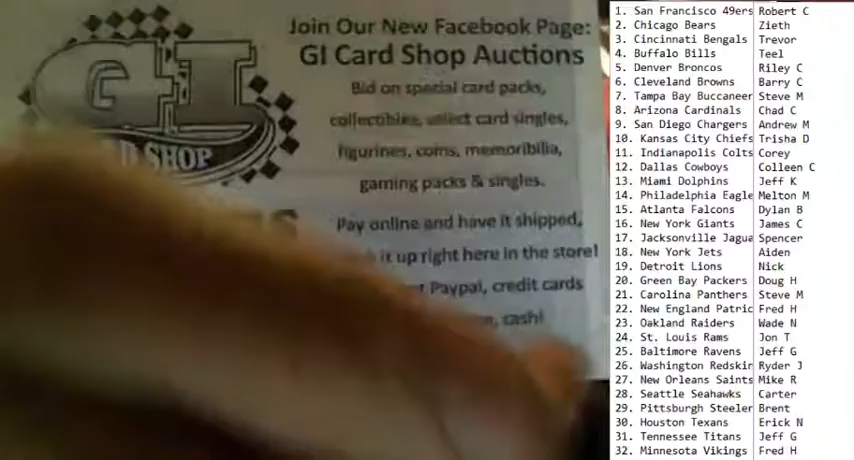 GI
SHOP
Join Our New Facebook Page:
GI Card Shop Auctions
Bid on special card packs,
collectibles, select card singles,
figurines, coins, memoribilia,
gaming packs & singles.
Pay online and have it shipped,
it up right here in the store!
Paypal, credit cards
cash!
1. San Francisco 49ers Robert C
2. Chicago Bears Zieth
3. Cincinnati Bengals Trevor
4. Buffalo Bills Teel
5. Denver Broncos Riley C
6. Cleveland Browns Barry C
7. Tampa Bay Buccaneer Steve M
8. Arizona Cardinals Chad C
9. San Diego Chargers Andrew M
10. Kansas City Chiefs Trisha D
11. Indianapolis Colts Corey
12. Dallas Cowboys Colleen C
13. Miami Dolphins Jeff K
14. Philadelphia Eagle Melton M
15. Atlanta Falcons Dylan B
16. New York Giants James C
17. Jacksonville Jagua Spencer
18. New York Jets Aiden
19. Detroit Lions Nick
20. Green Bay Packers Doug H
21. Carolina Panthers Steve M
22. New England Patric Fred H
23. Oakland Raiders Wade N
24. St. Louis Rams Jon T
25. Baltimore Ravens Jeff G
26. Washington Redskin Ryder J
27. New Orleans Saints Mike R
28. Seattle Seahawks Carter
29. Pittsburgh Steeler Brent
30. Houston Texans Erick N
31. Tennessee Titans Jeff G
32. Minnesota Vikings Fred H